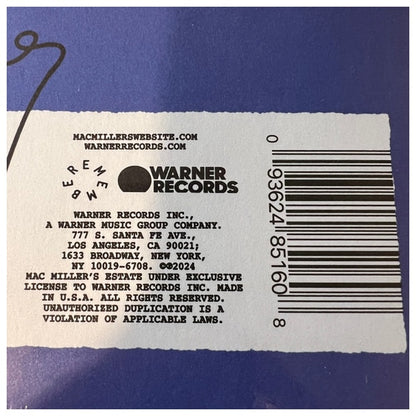 MACMILLERSWEBSITE.COM
WARNERRECORDS.COM
REMEMBER
WARNER
RECORDS
WARNER RECORDS INC.,
A WARNER MUSIC GROUP COMPANY.
777 S. SANTA FE AVE.,
LOS ANGELES, CA 90021;
1633 BROADWAY, NEW YORK,
NY 10019-6708. ©℗2024
MAC MILLER'S ESTATE UNDER EXCLUSIVE
LICENSE TO WARNER RECORDS INC. MADE
IN U.S.A. ALL RIGHTS RESERVED.
UNAUTHORIZED DUPLICATION IS A
VIOLATION OF APPLICABLE LAWS.
0 93624 85160 8